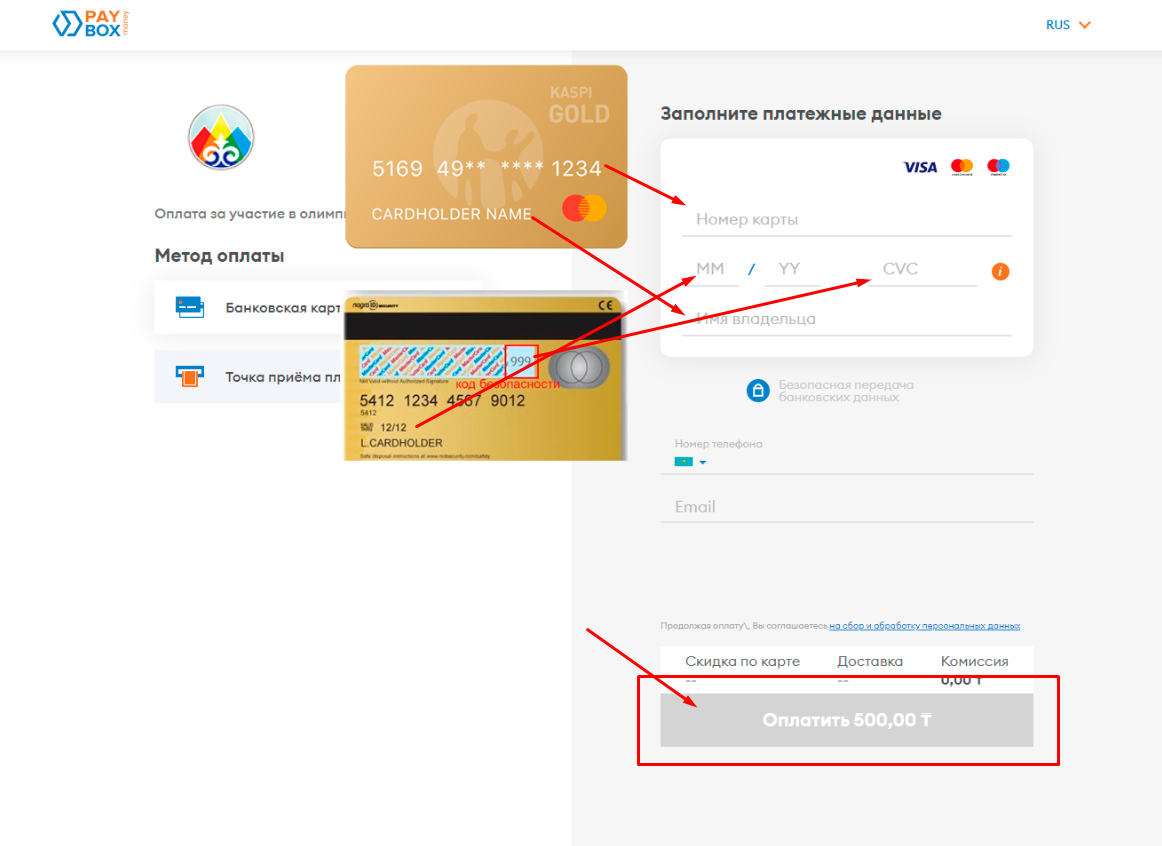 PAY
BOX
money
RUS
Оплата за участие в олимпи
Метод оплаты
Банковская карт
Точка приёма пл
KASPI
GOLD
5169 49** **** 1234
CARDHOLDER NAME
nagra ID SECURITY
CE
999
Not Valid without Authorized Signature
код безопасности
5412 1234 4567 9012
5412
12/12
L.CARDHOLDER
Safe disposal instructions at www.nidsecurity.com/safety
Заполните платежные данные
VISA
Номер карты
MM / YY
CVC
i
Имя владельца
Безопасная передача
банковских данных
Номер телефона
Email
Продолжая оплату\, Вы соглашаетесь на сбор и обработку персональных данных
Скидка по карте Доставка Комиссия
-- -- 0,00 ₸
Оплатить 500,00 ₸